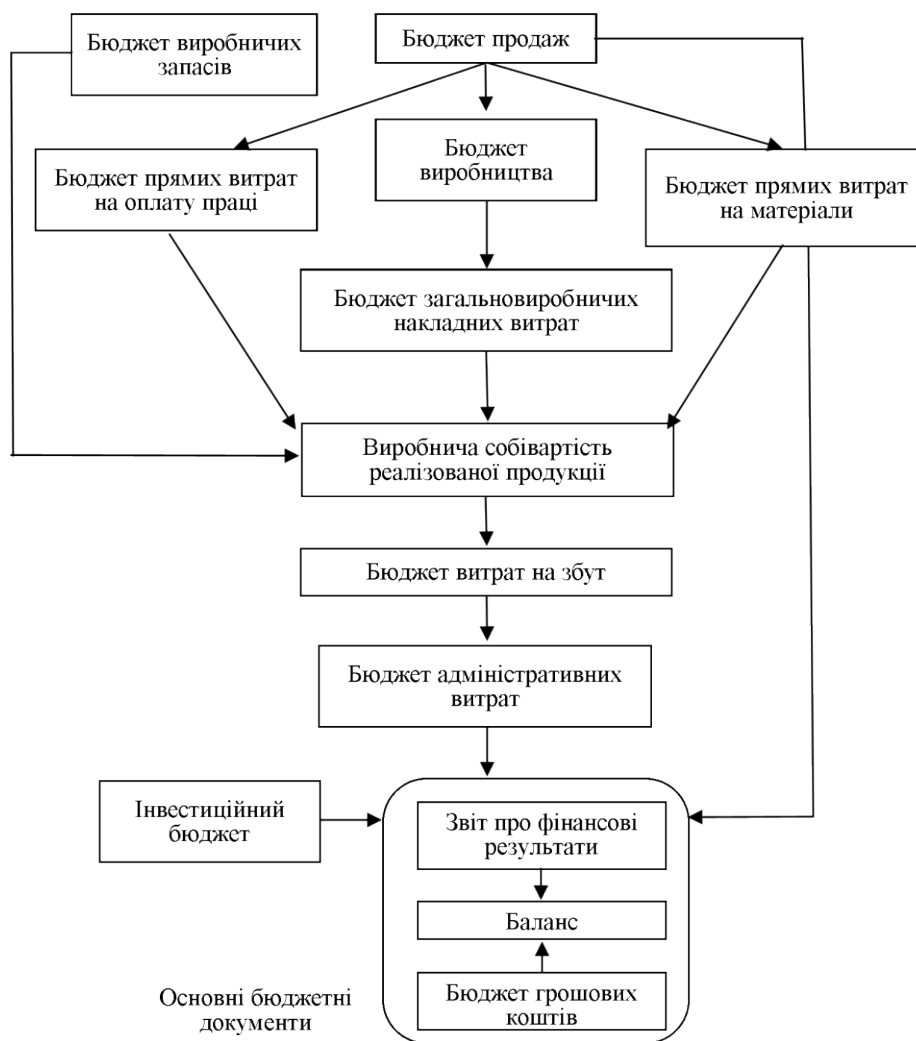 Бюджет виробничих
запасів
Бюджет продаж
Бюджет прямих витрат
на оплату праці
Бюджет
виробництва
Бюджет прямих витрат
на матеріали
Бюджет загальновиробничих
накладних витрат
Виробнича собівартість
реалізованої продукції
Бюджет витрат на збут
Бюджет адміністративних
витрат
Інвестиційний
бюджет
Звіт про фінансові
результати
Баланс
Бюджет грошових
коштів
Основні бюджетні
документи